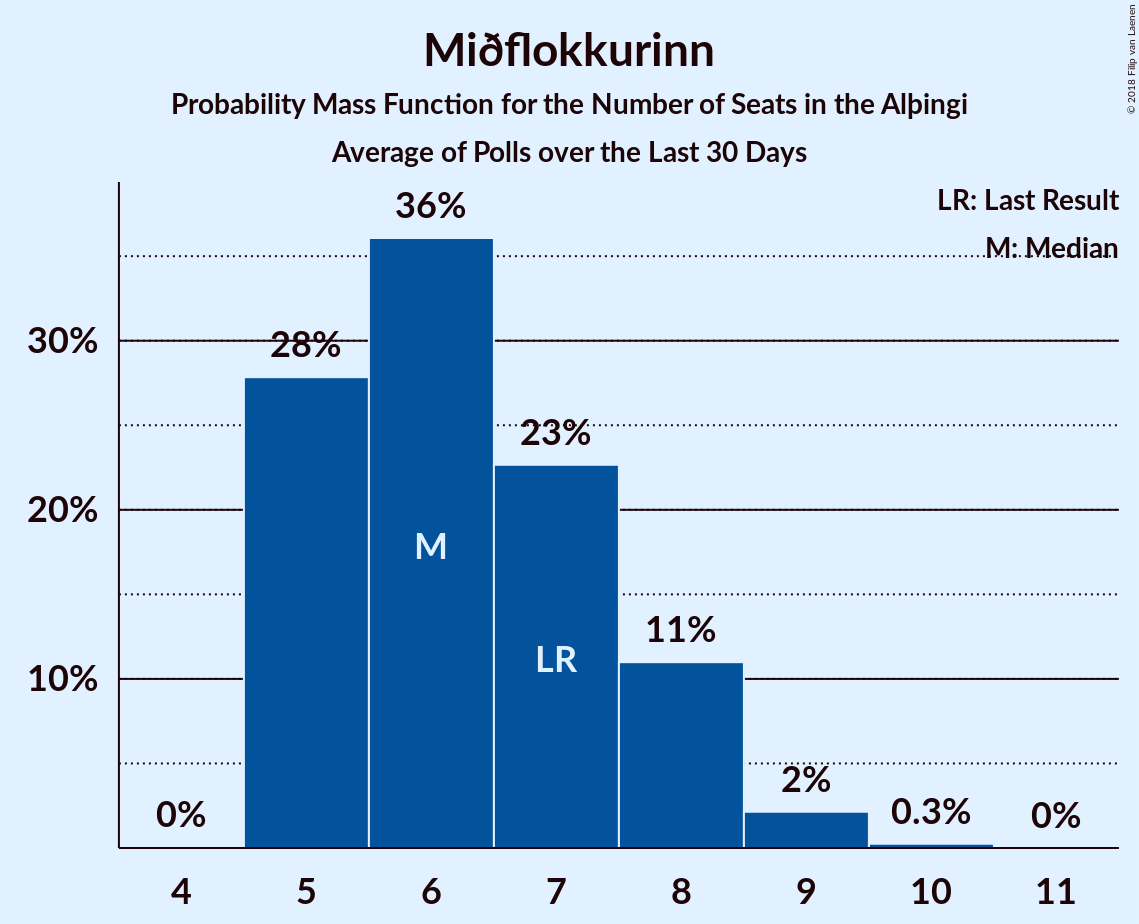 Miðflokkurinn
Probability Mass Function for the Number of Seats in the Alþingi
Average of Polls over the Last 30 Days
© 2018 Filip van Laenen
LR: Last Result
M: Median
36%
30%
28%
23%
20%
M
11%
LR
10%
2%
0%
0.3%
0%
4 5 6 7 8 9 10 11